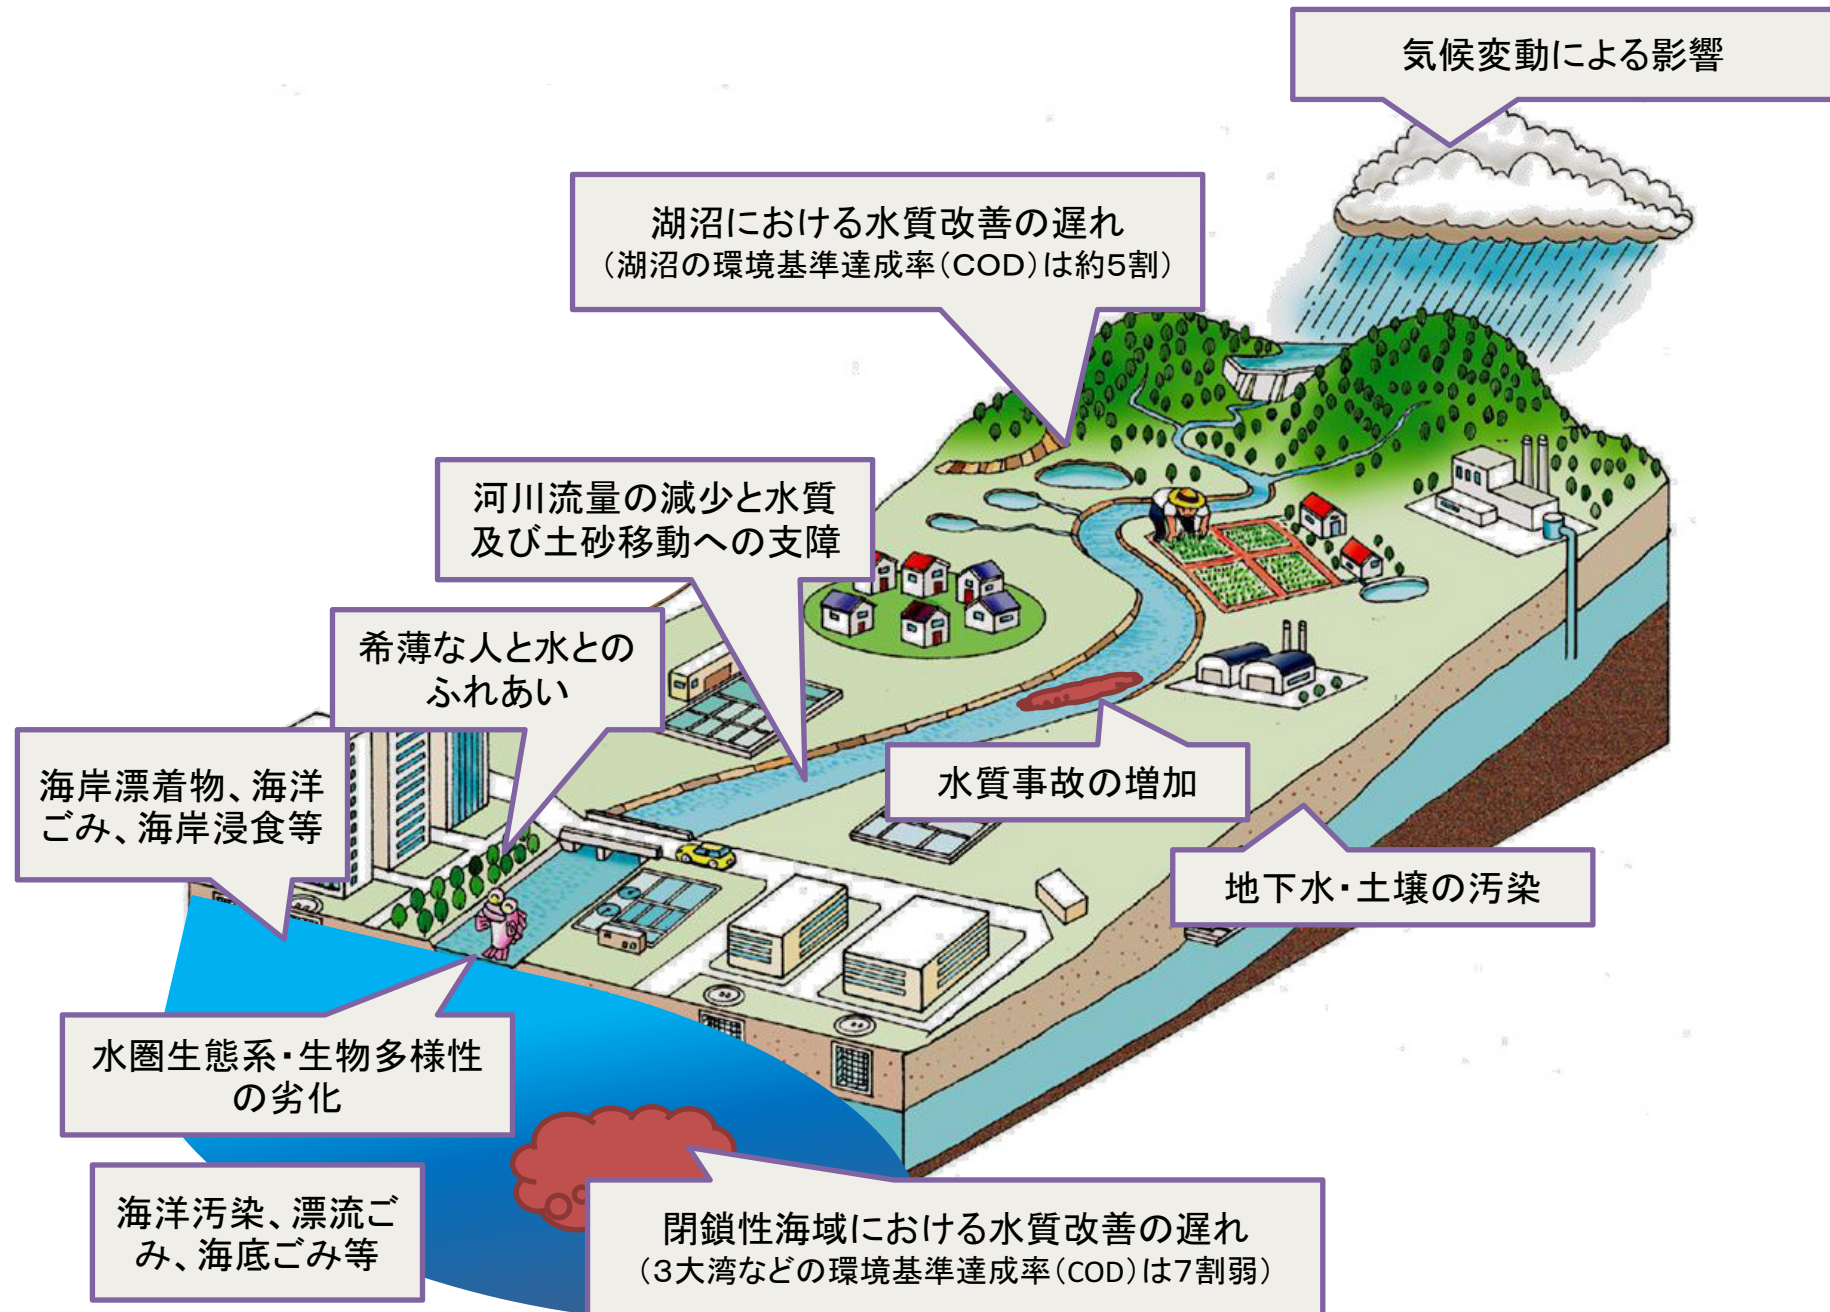 気候変動による影響
湖沼における水質改善の遅れ
（湖沼の環境基準達成率（COD）は約5割）
河川流量の減少と水質
及び土砂移動への支障
希薄な人と水との
ふれあい
海岸漂着物、海洋
ごみ、海岸浸食等
水質事故の増加
地下水・土壌の汚染
水圏生態系・生物多様性
の劣化
海洋汚染、漂流ご
み、海底ごみ等
閉鎖性海域における水質改善の遅れ
（３大湾などの環境基準達成率（COD）は７割弱）